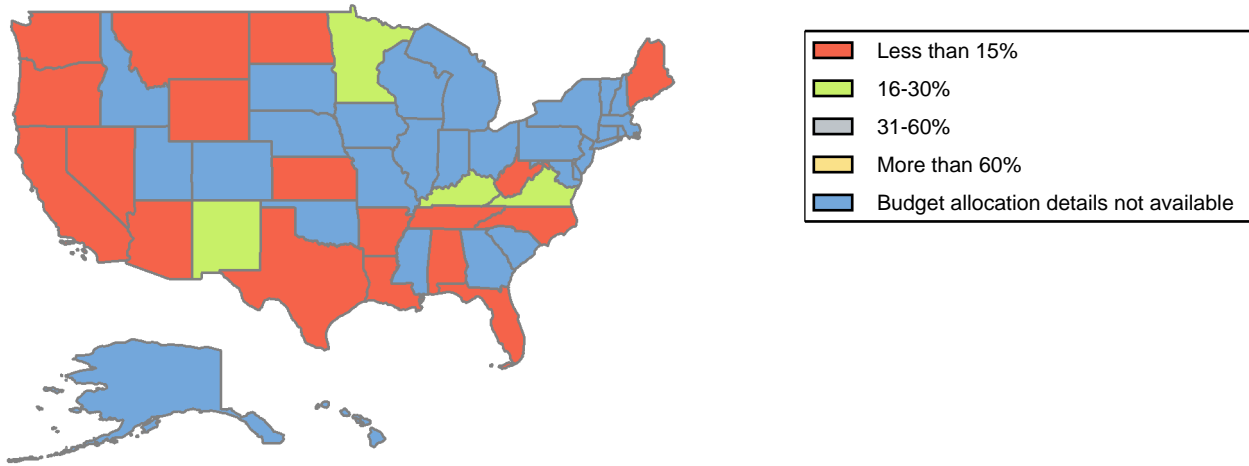 Less than 15%
16-30%
31-60%
More than 60%
Budget allocation details not available